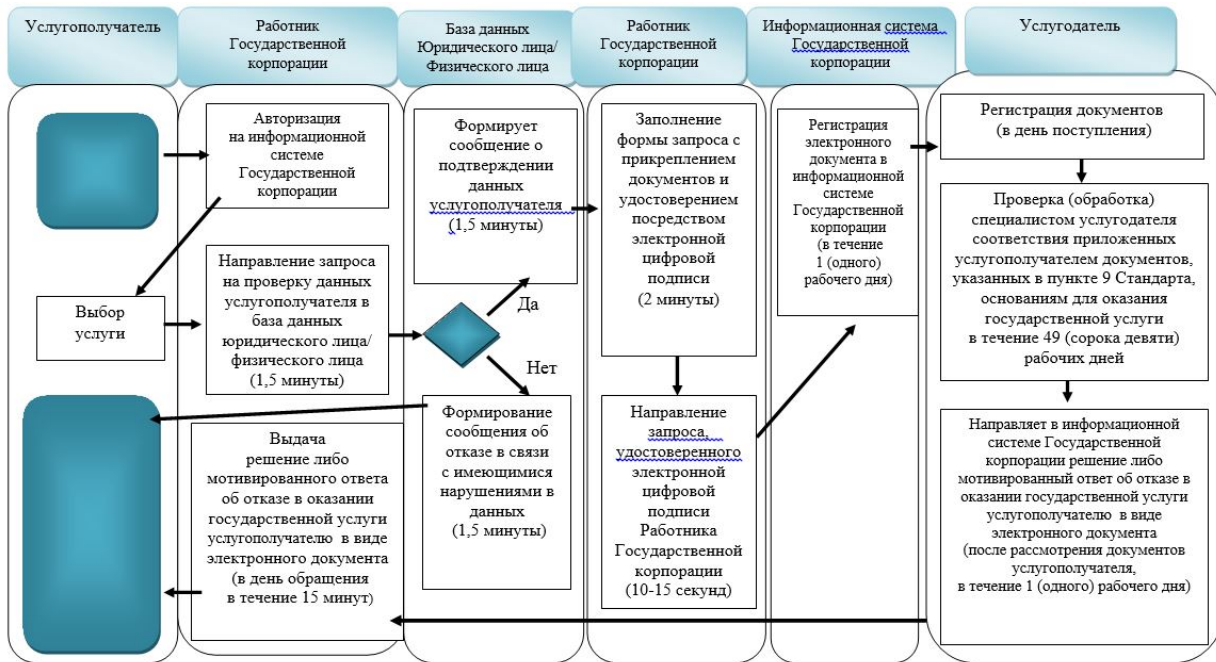 Услугополучатель
Работник
Государственной
корпорации
База данных
Юридического лица/
Физического лица
Работник
Государственной
корпорации
Информационная система
Государственной
корпорации
Услугодатель
Авторизация
на информационной
системе
Государственной
корпорации
Выбор
услуги
Направление запроса
на проверку данных
услугополучателя в
база данных
юридического лица/
физического лица
(1,5 минуты)
Формирует
сообщение о
подтверждении
данных
услугополучателя
(1,5 минуты)
Да
Нет
Формирование
сообщения об
отказе в связи
с имеющимися
нарушениями в
данных
(1,5 минуты)
Заполнение
формы запроса с
прикреплением
документов и
удостоверением
посредством
электронной
цифровой
подписи
(2 минуты)
Направление
запроса,
удостоверенного
электронной
цифровой
подписи
Работника
Государственной
корпорации
(10-15 секунд)
Регистрация
электронного
документа в
информационной
системе
Государственной
корпорации
(в течение
1 (одного)
рабочего дня)
Регистрация документов
(в день поступления)
Проверка (обработка)
специалистом услугодателя
соответствия приложенных
услугополучателем документов,
указанных в пункте 9 Стандарта,
основаниям для оказания
государственной услуги
в течение 49 (сорока девяти)
рабочих дней
Направляет в информационной
системе Государственной
корпорации решение либо
мотивированный ответ об отказе в
оказании государственной услуги
услугополучателю в виде
электронного документа
(после рассмотрения документов
услугополучателя,
в течение 1 (одного) рабочего дня)
Выдача
решение либо
мотивированного ответа
об отказе в оказании
государственной услуги
услугополучателю в виде
электронного документа
(в день обращения
в течение 15 минут)